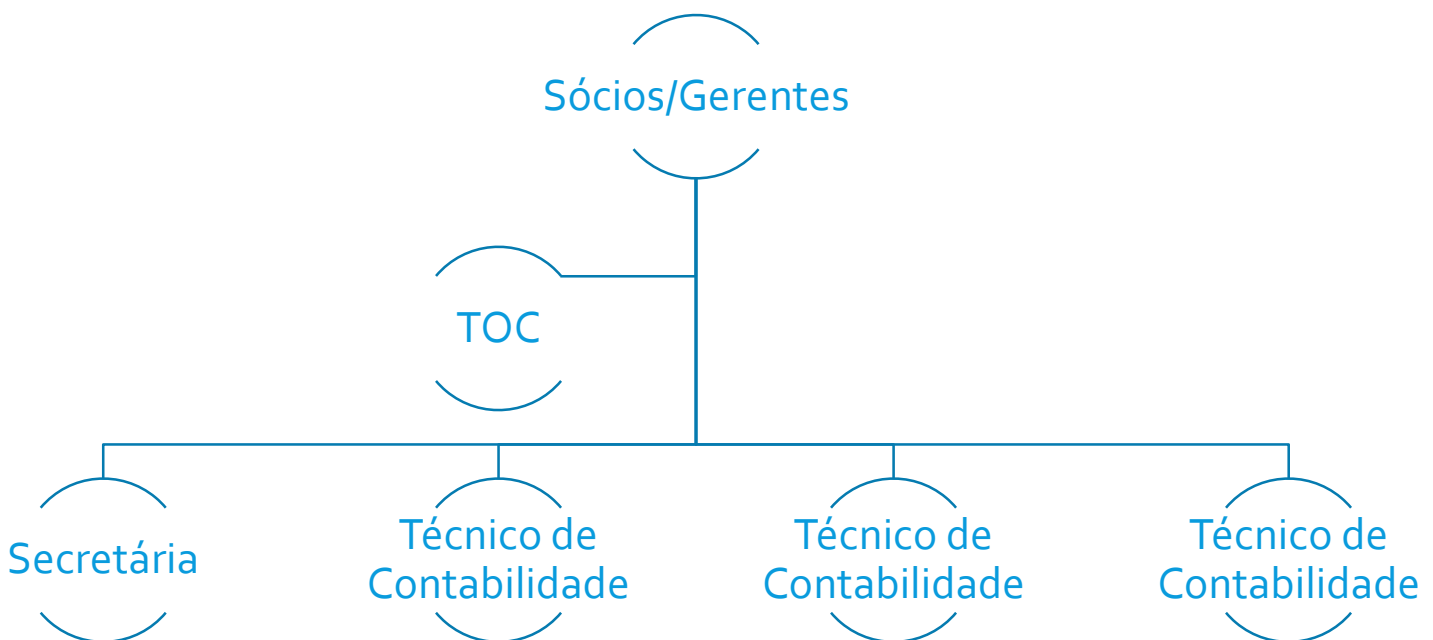 Sócios/Gerentes
TOC
Secretária
Técnico de
Contabilidade
Técnico de
Contabilidade
Técnico de
Contabilidade